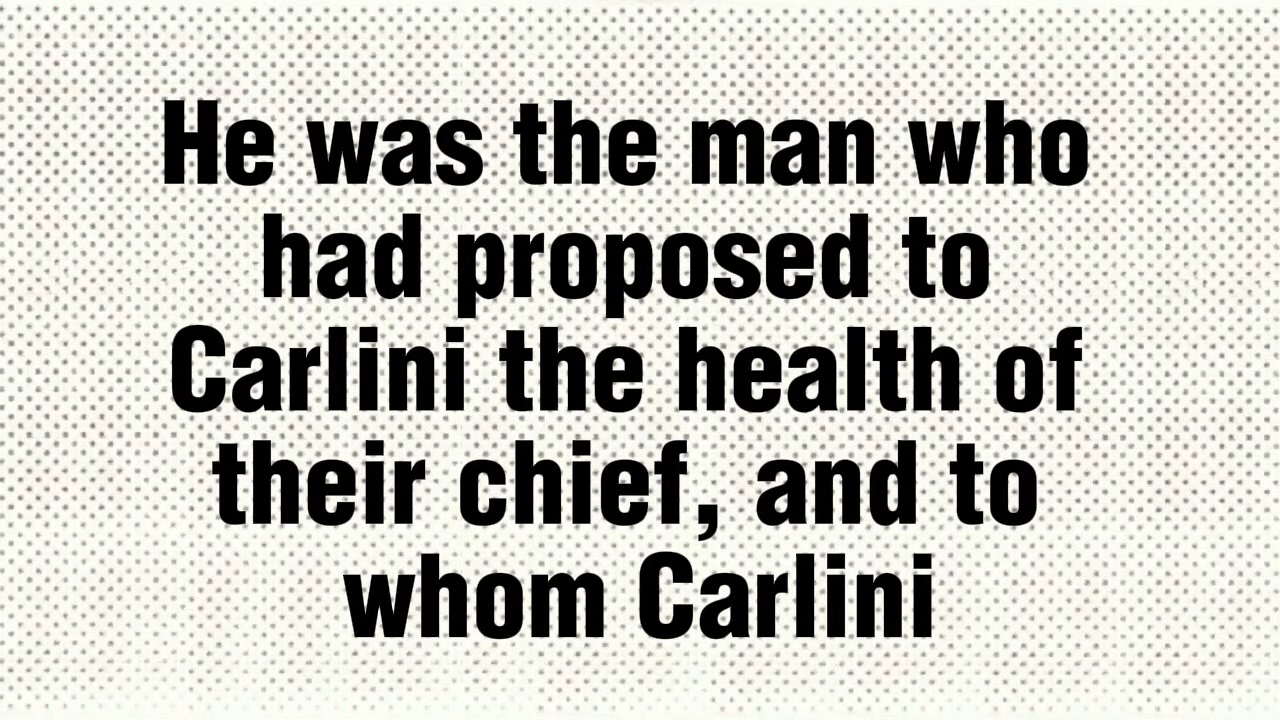 He was the man who
had proposed to
Carlini the health of
their chief, and to
whom Carlini